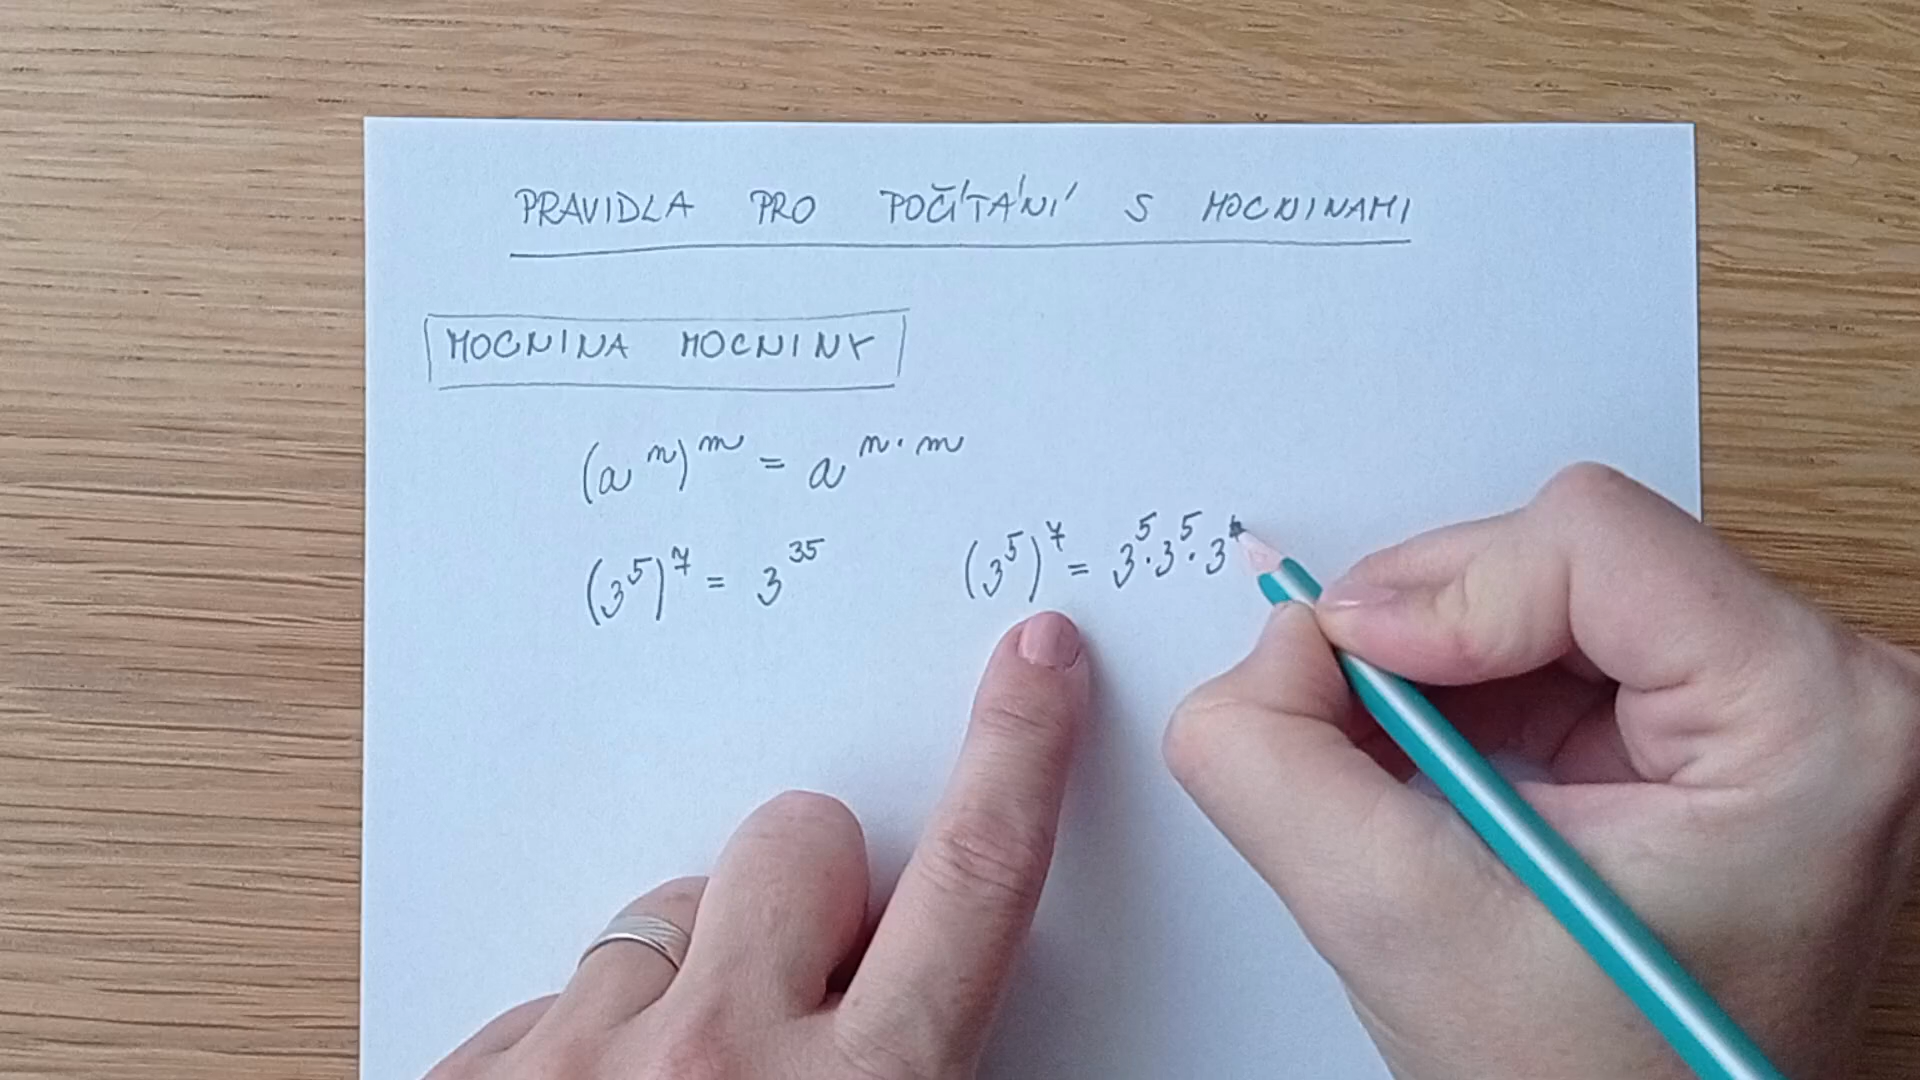 PRAVIDLA PRO POČÍTÁNÍ S MOCNINAMI
MOCNINA MOCNINY
(a^n)^m = a^{n·m}
(3^5)^7 = 3^{35} (3^5)^7 = 3^5·3^5·3